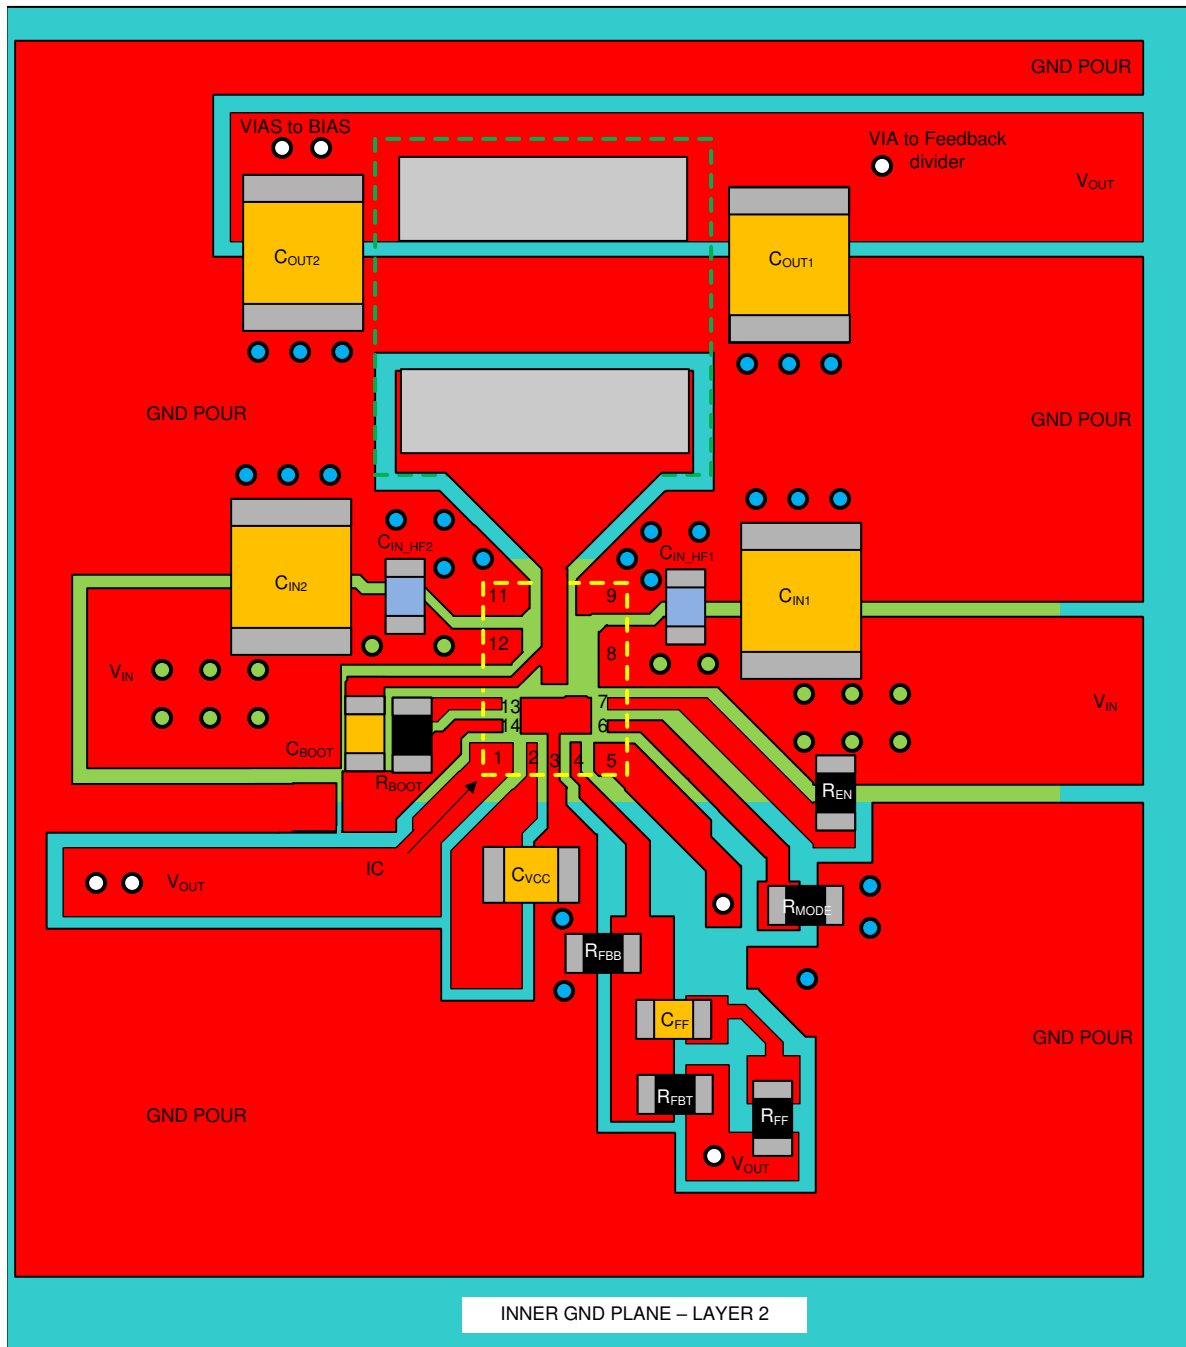 GND POUR
VIAS to BIAS
VIA to Feedback
divider
VOUT
COUT2
COUT1
GND POUR
GND POUR
CIN_HF2
CIN_HF1
CIN2
CIN1
11
9
12
8
VIN
VIN
13
7
14
6
CBOOT
RBOOT
1
2
3
4
5
REN
IC
VOUT
CVCC
RMODE
RFBB
CFF
GND POUR
RFBT
RFF
GND POUR
VOUT
INNER GND PLANE – LAYER 2